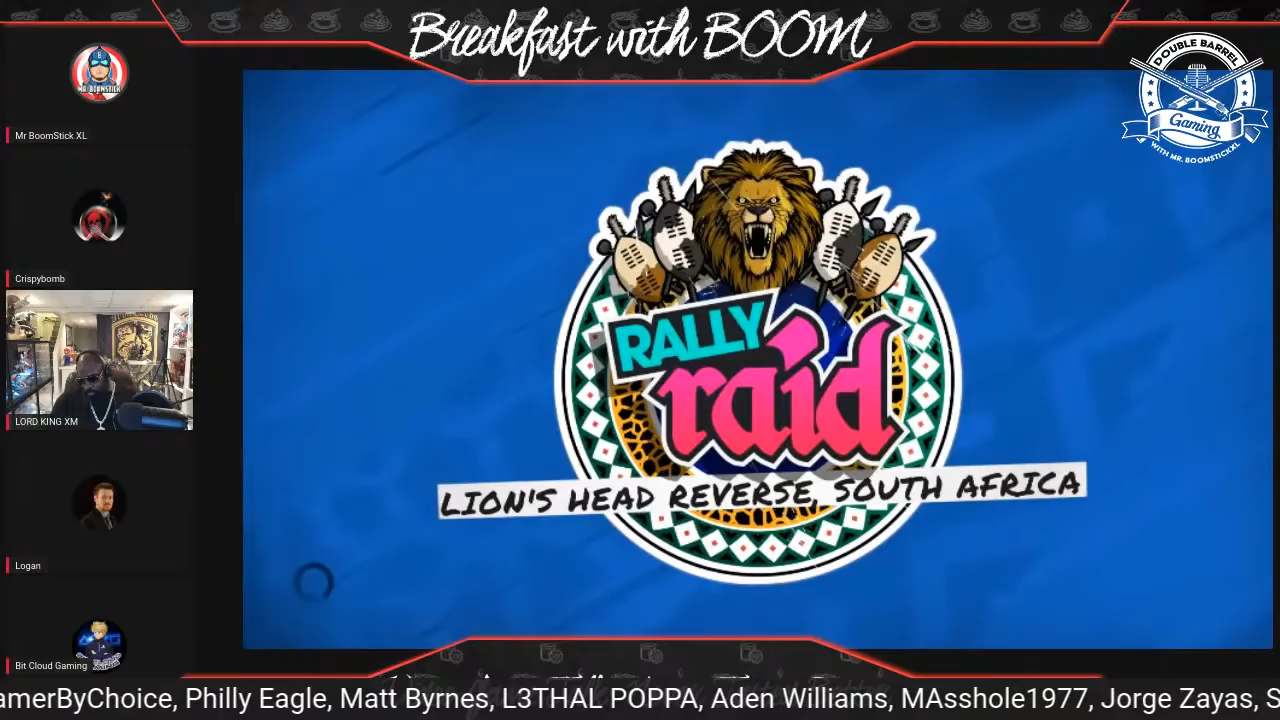 Breakfast with BOOM
DOUBLE BARREL
Gaming
WITH MR. BOOMSTICKXL
MR BOOMSTICK
Mr BoomStick XL
Crispybomb
LORD KING XM
Logan
Bit Cloud Gaming
RALLY
raid
LION'S HEAD REVERSE, SOUTH AFRICA
amerByChoice, Philly Eagle, Matt Byrnes, L3THAL POPPA, Aden Williams, MAsshole1977, Jorge Zayas, S